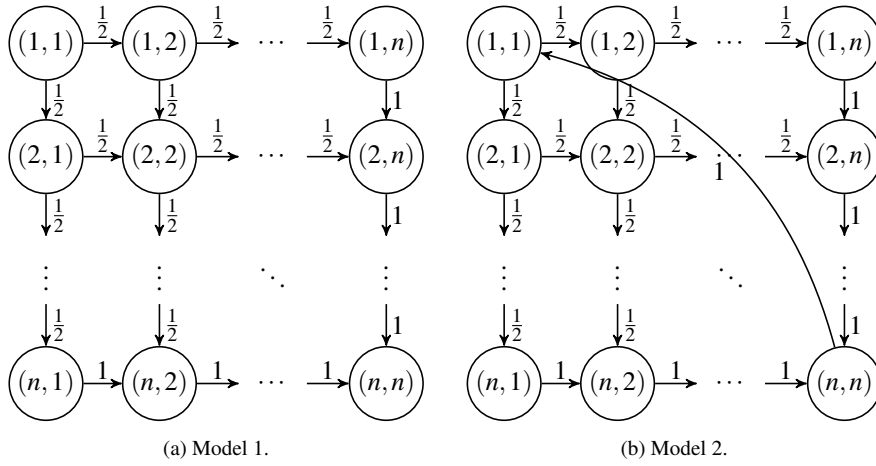 1/2 1/2 1/2 1/2 1/2 1/2
(1, 1) (1, 2) ⋯ (1, n) (1, 1) (1, 2) ⋯ (1, n)
1/2 1/2 1 1/2 1/2 1
1/2 1/2 1/2 1/2 1/2 1/2
(2, 1) (2, 2) ⋯ (2, n) (2, 1) (2, 2) ⋯ (2, n)
1
1/2 1/2 1 1/2 1/2 1
⋮ ⋮ ⋱ ⋮ ⋮ ⋮ ⋱ ⋮
1/2 1/2 1 1/2 1/2 1
1 1 1 1 1 1
(n, 1) (n, 2) ⋯ (n, n) (n, 1) (n, 2) ⋯ (n, n)
(a) Model 1. (b) Model 2.